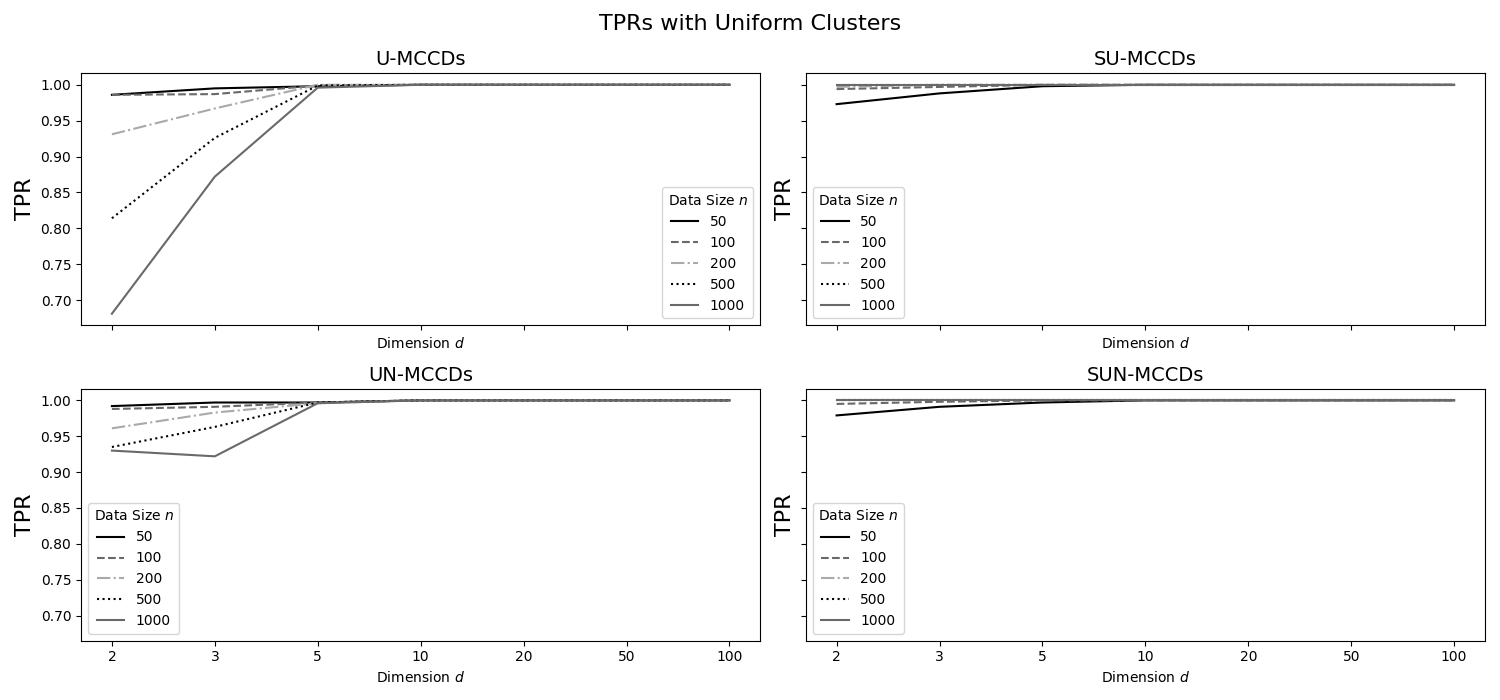 TPRs with Uniform Clusters
U-MCCDs
TPR
1.00
0.95
0.90
0.85
0.80
0.75
0.70
Data Size n
50
100
200
500
1000
Dimension d
SU-MCCDs
TPR
Data Size n
50
100
200
500
1000
Dimension d
UN-MCCDs
TPR
1.00
0.95
0.90
0.85
0.80
0.75
0.70
Data Size n
50
100
200
500
1000
2 3 5 10 20 50 100
Dimension d
SUN-MCCDs
TPR
Data Size n
50
100
200
500
1000
2 3 5 10 20 50 100
Dimension d